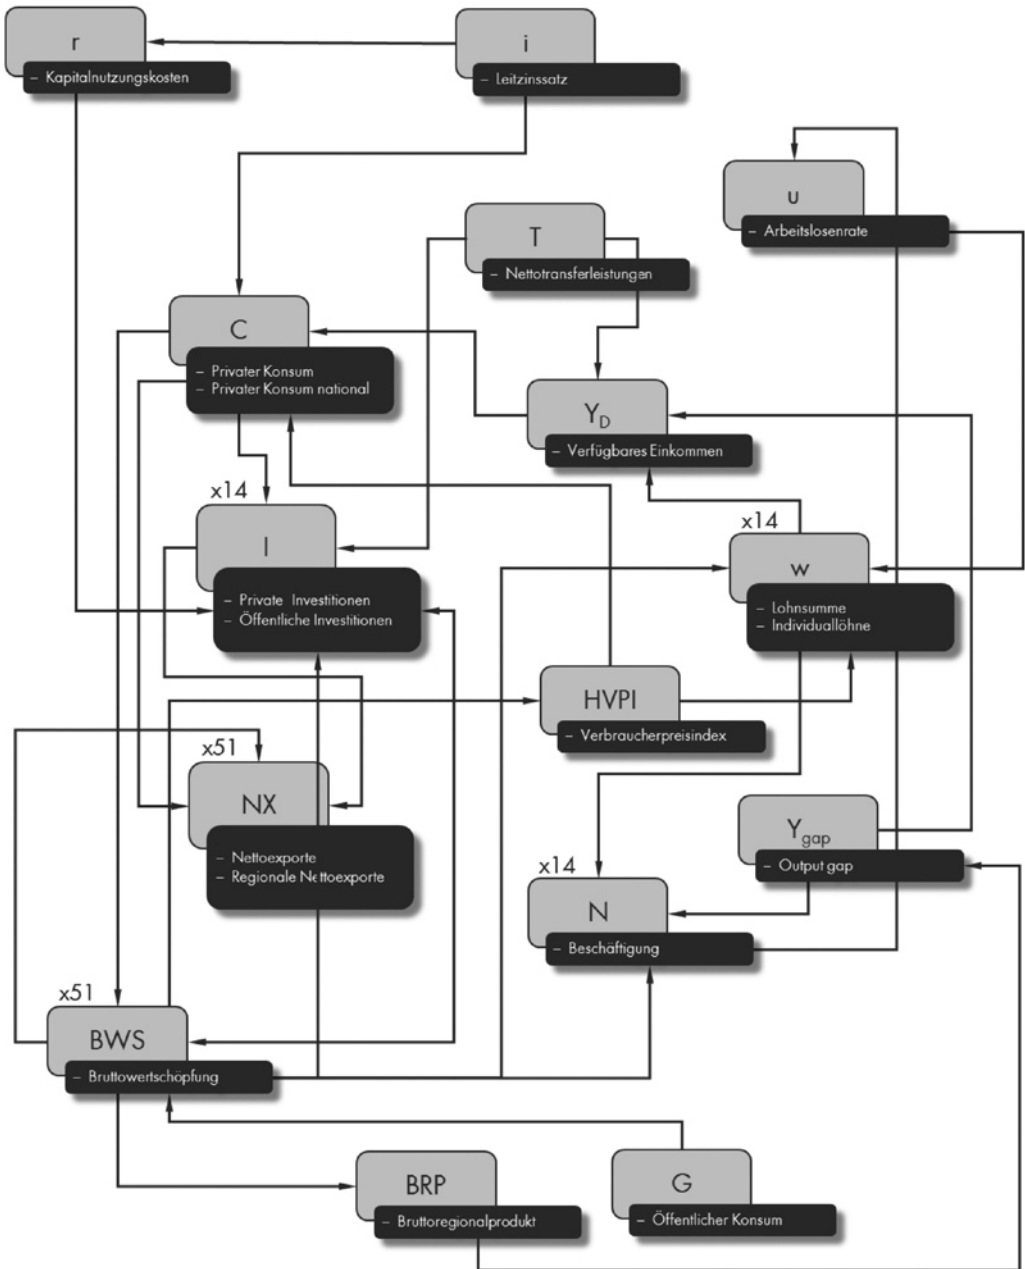 r
– Kapitalnutzungskosten
i
– Leitzinssatz
u
– Arbeitslosenrate
T
– Nettotransferleistungen
C
– Privater Konsum
– Privater Konsum national
Y_D
– Verfügbares Einkommen
x14
I
– Private Investitionen
– Öffentliche Investitionen
x14
w
– Lohnsumme
– Individuallöhne
HVPI
– Verbraucherpreisindex
x51
NX
– Nettoexporte
– Regionale Nettoexporte
Y_gap
– Output gap
x14
N
– Beschäftigung
x51
BWS
– Bruttowertschöpfung
BRP
– Bruttoregionalprodukt
G
– Öffentlicher Konsum